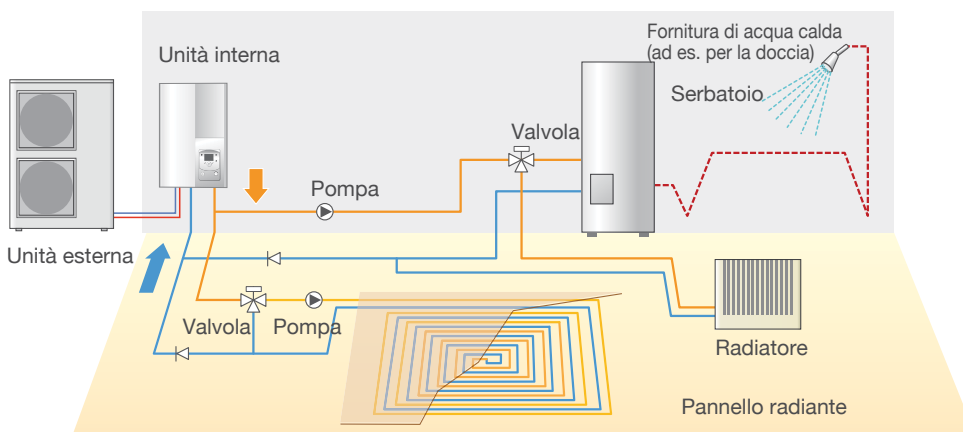 Unità interna
Fornitura di acqua calda
(ad es. per la doccia)
Serbatoio
Valvola
Pompa
Unità esterna
Valvola
Pompa
Radiatore
Pannello radiante